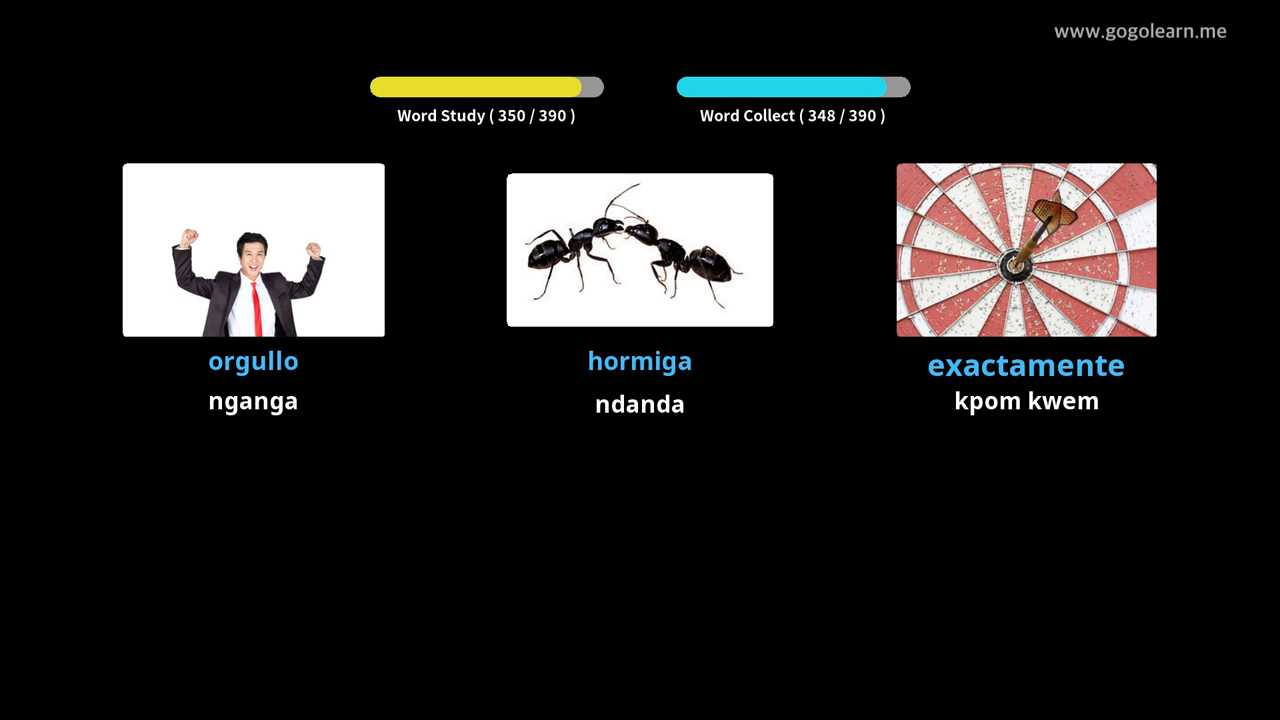 www.gogolearn.me
Word Study ( 350 / 390 )
Word Collect ( 348 / 390 )
orgullo
nganga
hormiga
ndanda
exactamente
kpom kwem